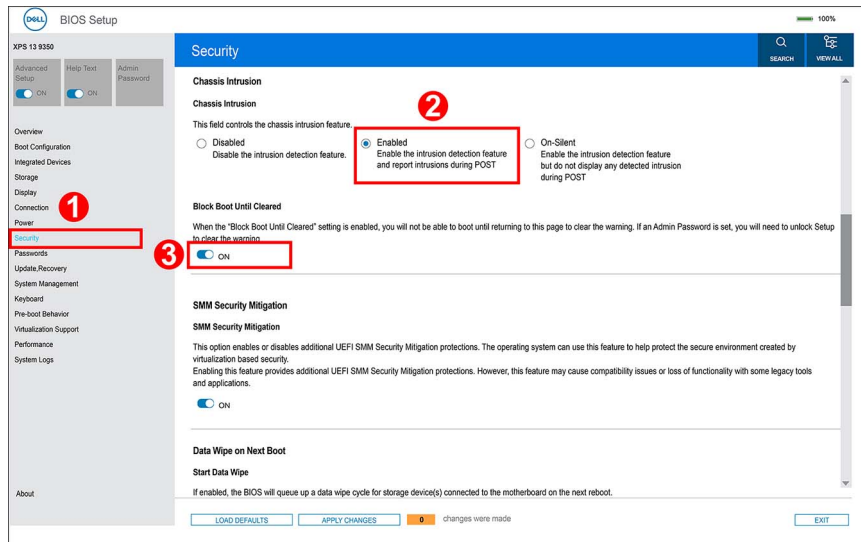 DELL
BIOS Setup
100%
XPS 13 9350
Advanced
Setup
ON
Help Text
ON
Admin
Password
Security
SEARCH
VIEW ALL
Overview
Boot Configuration
Integrated Devices
Storage
Display
Connection
Power
Security
Passwords
Update,Recovery
System Management
Keyboard
Pre-boot Behavior
Virtualization Support
Performance
System Logs
About
1
Chassis Intrusion
Chassis Intrusion
This field controls the chassis intrusion feature.
2
Disabled
Disable the intrusion detection feature.
Enabled
Enable the intrusion detection feature
and report intrusions during POST
On-Silent
Enable the intrusion detection feature
but do not display any detected intrusion
during POST
Block Boot Until Cleared
When the "Block Boot Until Cleared" setting is enabled, you will not be able to boot until returning to this page to clear the warning. If an Admin Password is set, you will need to unlock Setup
to clear the warning.
3
ON
SMM Security Mitigation
SMM Security Mitigation
This option enables or disables additional UEFI SMM Security Mitigation protections. The operating system can use this feature to help protect the secure environment created by
virtualization based security.
Enabling this feature provides additional UEFI SMM Security Mitigation protections. However, this feature may cause compatibility issues or loss of functionality with some legacy tools
and applications.
ON
Data Wipe on Next Boot
Start Data Wipe
If enabled, the BIOS will queue up a data wipe cycle for storage device(s) connected to the motherboard on the next reboot.
LOAD DEFAULTS
APPLY CHANGES
0
changes were made
EXIT